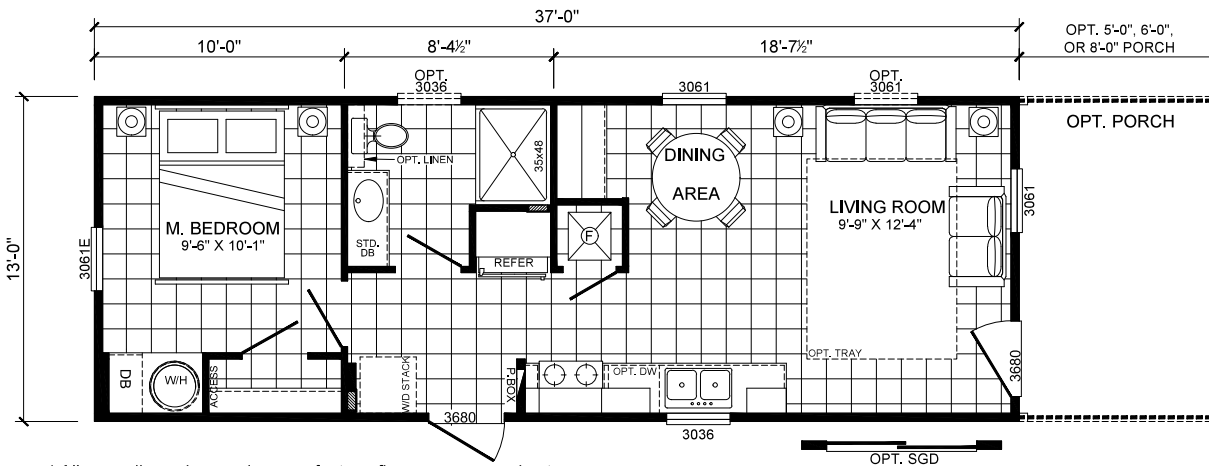 37'-0"
10'-0"
8'-4½"
18'-7½"
OPT. 5'-0", 6'-0",
OR 8'-0" PORCH
OPT.
3036
3061
OPT.
3061
OPT. PORCH
13'-0"
3061E
M. BEDROOM
9'-6" X 10'-1"
OPT. LINEN
35x48
STD.
DB
REFER
F
DINING
AREA
LIVING ROOM
9'-9" X 12'-4"
3061
OPT. TRAY
DB
W/H
ACCESS
W/D STACK
P.BOX
OPT. DW
3680
3680
3036
OPT. SGD